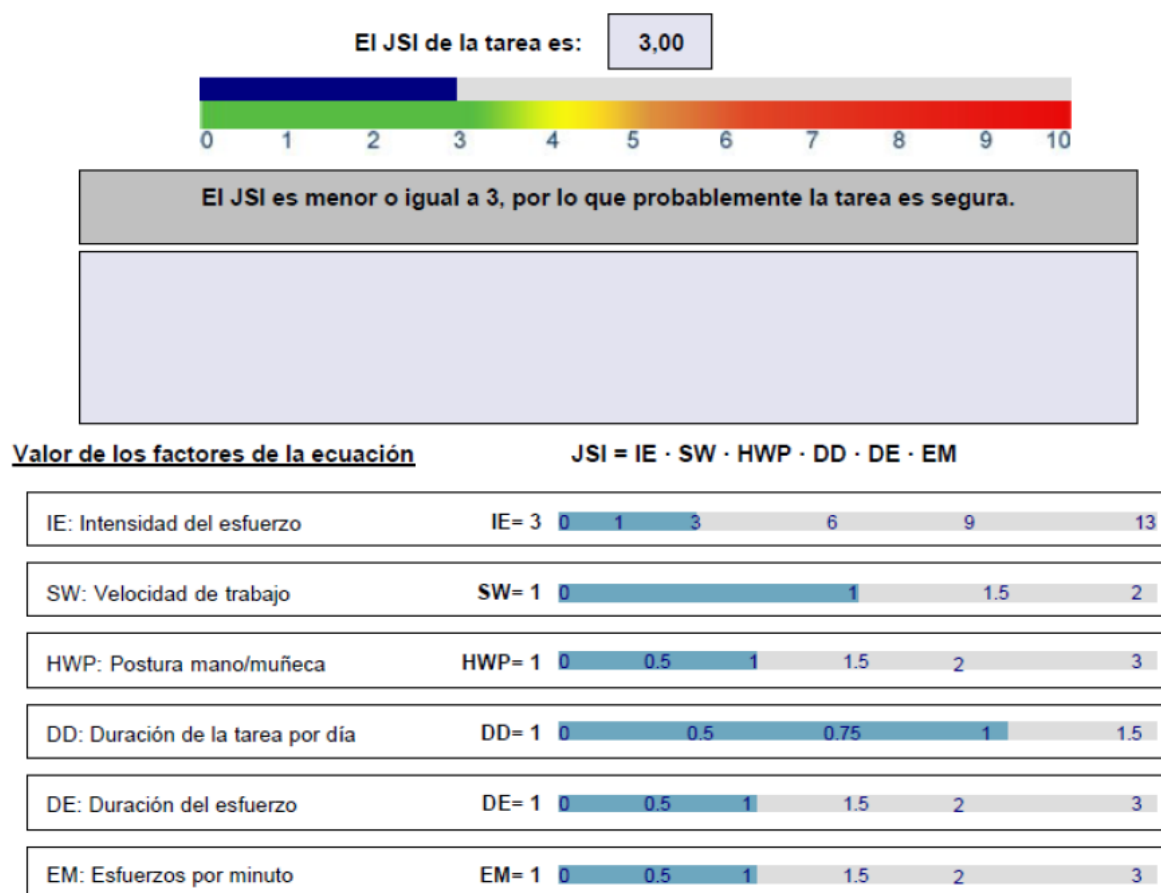 El JSI de la tarea es: 3,00
0 1 2 3 4 5 6 7 8 9 10
El JSI es menor o igual a 3, por lo que probablemente la tarea es segura.
Valor de los factores de la ecuación JSI = IE · SW · HWP · DD · DE · EM
IE: Intensidad del esfuerzo IE= 3 0 1 3 6 9 13
SW: Velocidad de trabajo SW= 1 0 1 1.5 2
HWP: Postura mano/muñeca HWP= 1 0 0.5 1 1.5 2 3
DD: Duración de la tarea por día DD= 1 0 0.5 0.75 1 1.5
DE: Duración del esfuerzo DE= 1 0 0.5 1 1.5 2 3
EM: Esfuerzos por minuto EM= 1 0 0.5 1 1.5 2 3